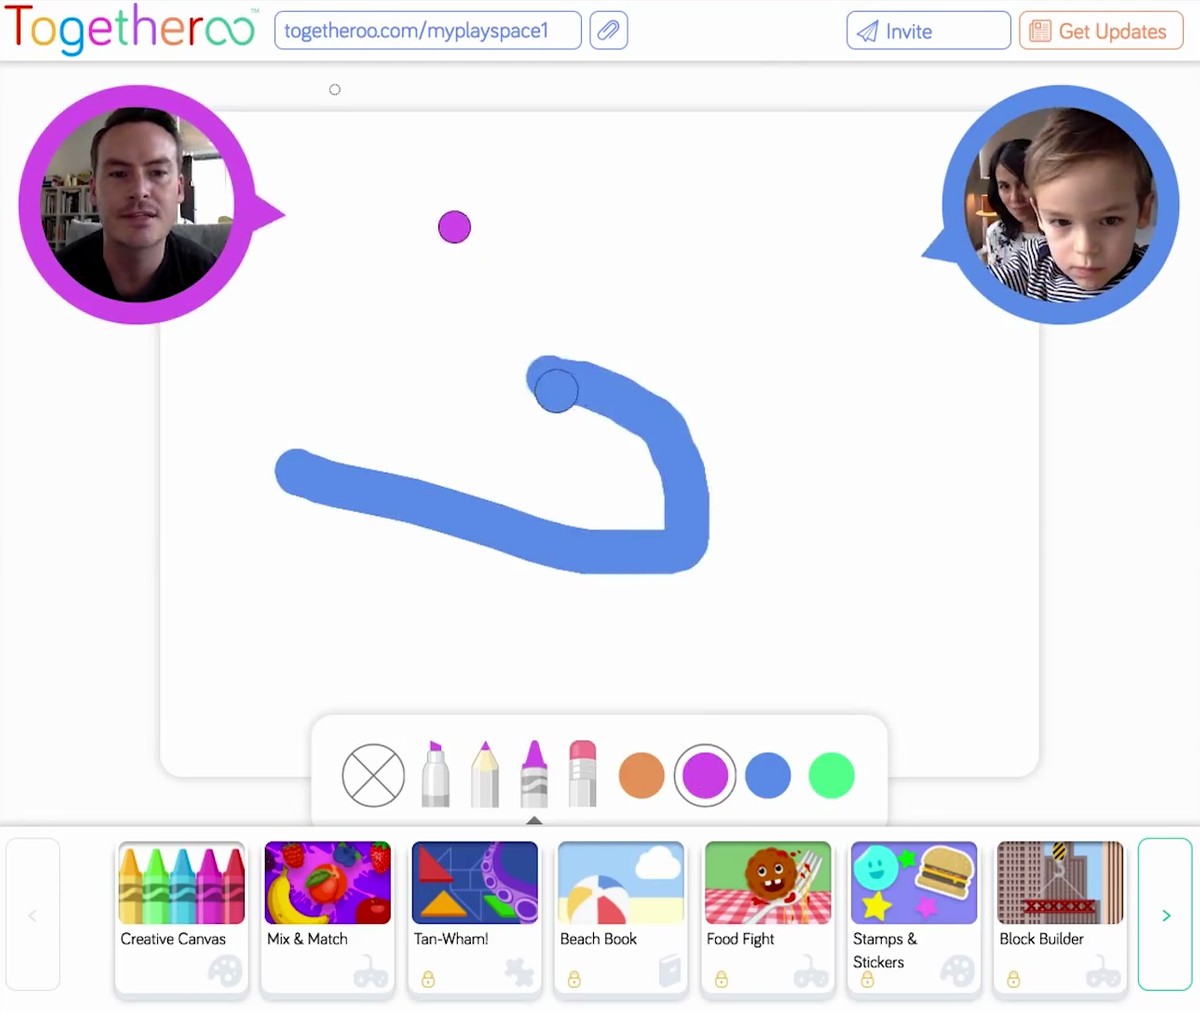 Togetheroo™
togetheroo.com/myplayspace1
Invite
Get Updates
Creative Canvas
Mix & Match
Tan-Wham!
Beach Book
Food Fight
Stamps &
Stickers
Block Builder